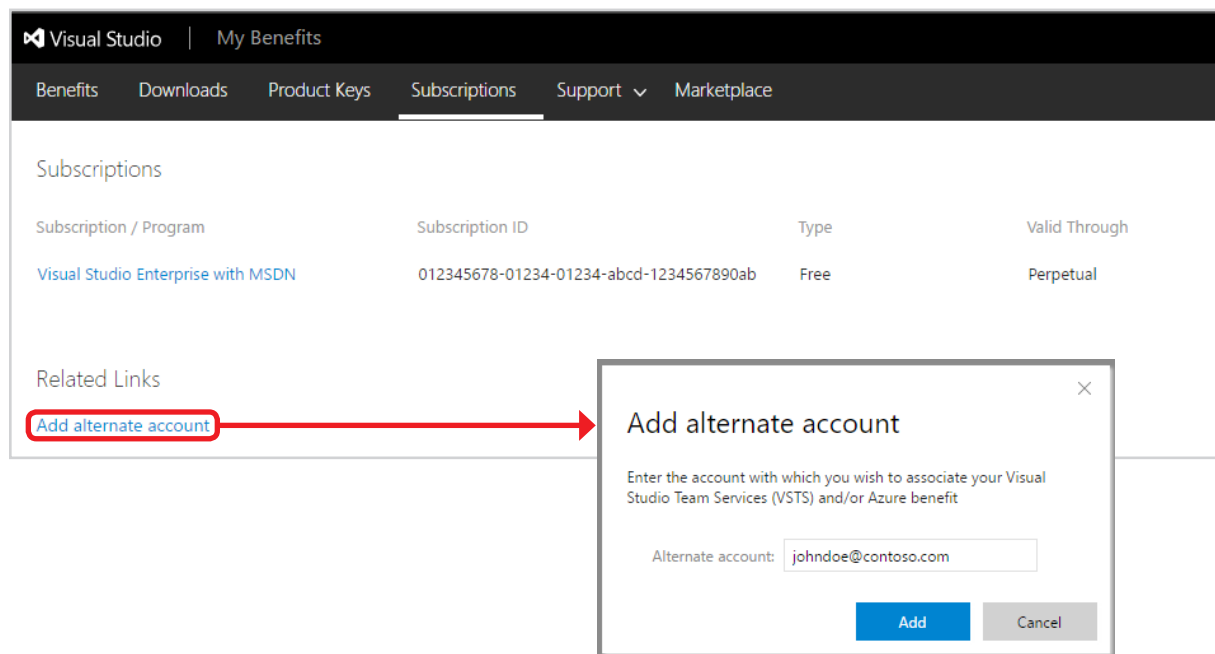 Visual Studio | My Benefits
Benefits Downloads Product Keys Subscriptions Support Marketplace
Subscriptions
Subscription / Program Subscription ID Type Valid Through
Visual Studio Enterprise with MSDN 012345678-01234-01234-abcd-1234567890ab Free Perpetual
Related Links
Add alternate account
Add alternate account
Enter the account with which you wish to associate your Visual
Studio Team Services (VSTS) and/or Azure benefit
Alternate account: johndoe@contoso.com
Add Cancel